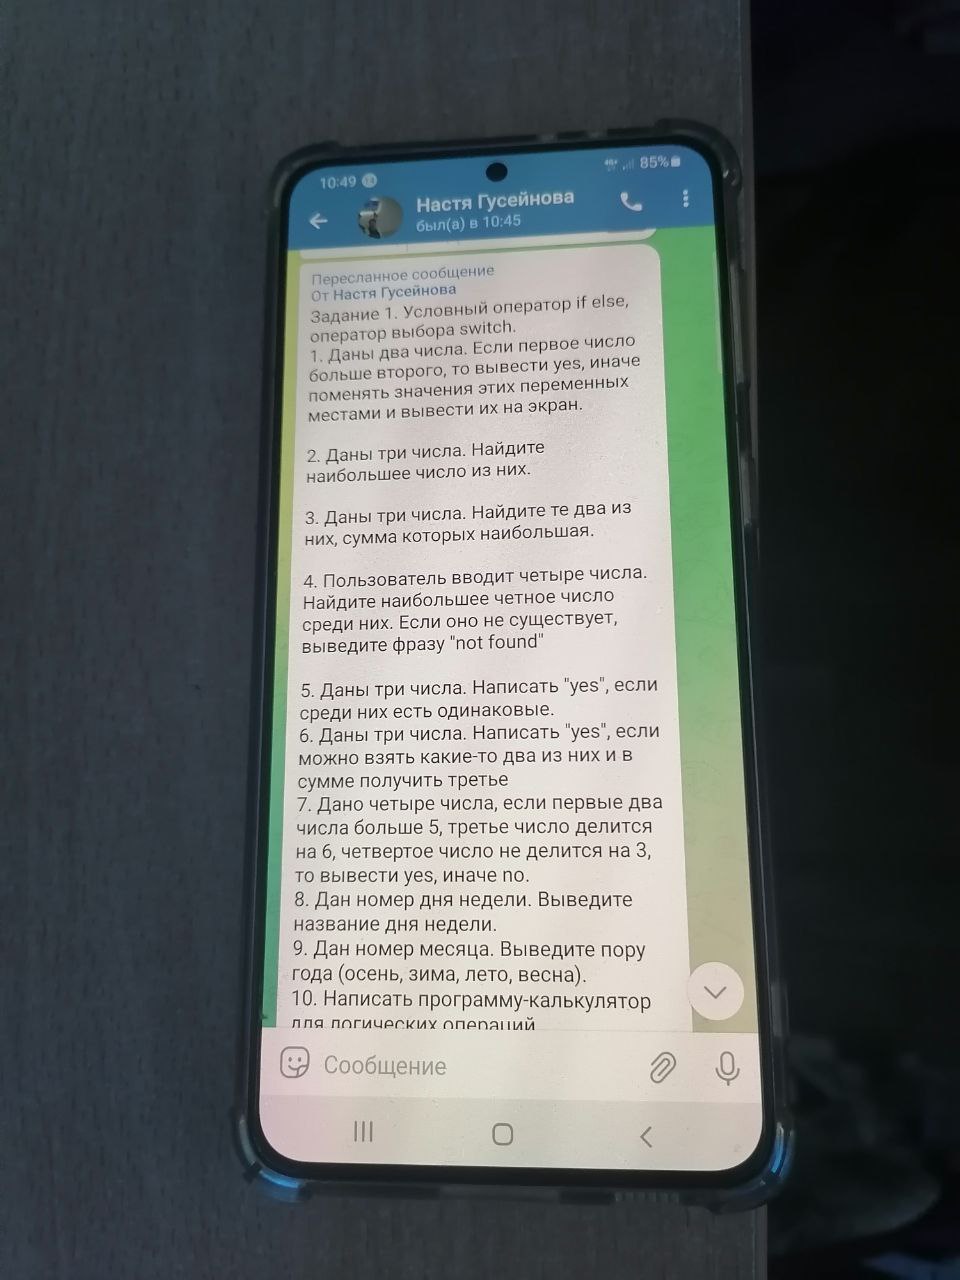 10:49
85%
Настя Гусейнова
был(а) в 10:45
Пересланное сообщение
От Настя Гусейнова
Задание 1. Условный оператор if else,
оператор выбора switch.
1. Даны два числа. Если первое число
больше второго, то вывести yes, иначе
поменять значения этих переменных
местами и вывести их на экран.
2. Даны три числа. Найдите
наибольшее число из них.
3. Даны три числа. Найдите те два из
них, сумма которых наибольшая.
4. Пользователь вводит четыре числа.
Найдите наибольшее четное число
среди них. Если оно не существует,
выведите фразу "not found"
5. Даны три числа. Написать "yes", если
среди них есть одинаковые.
6. Даны три числа. Написать "yes", если
можно взять какие-то два из них и в
сумме получить третье
7. Дано четыре числа, если первые два
числа больше 5, третье число делится
на 6, четвертое число не делится на 3,
то вывести yes, иначе no.
8. Дан номер дня недели. Выведите
название дня недели.
9. Дан номер месяца. Выведите пору
года (осень, зима, лето, весна).
10. Написать программу-калькулятор
для логических операций
Сообщение